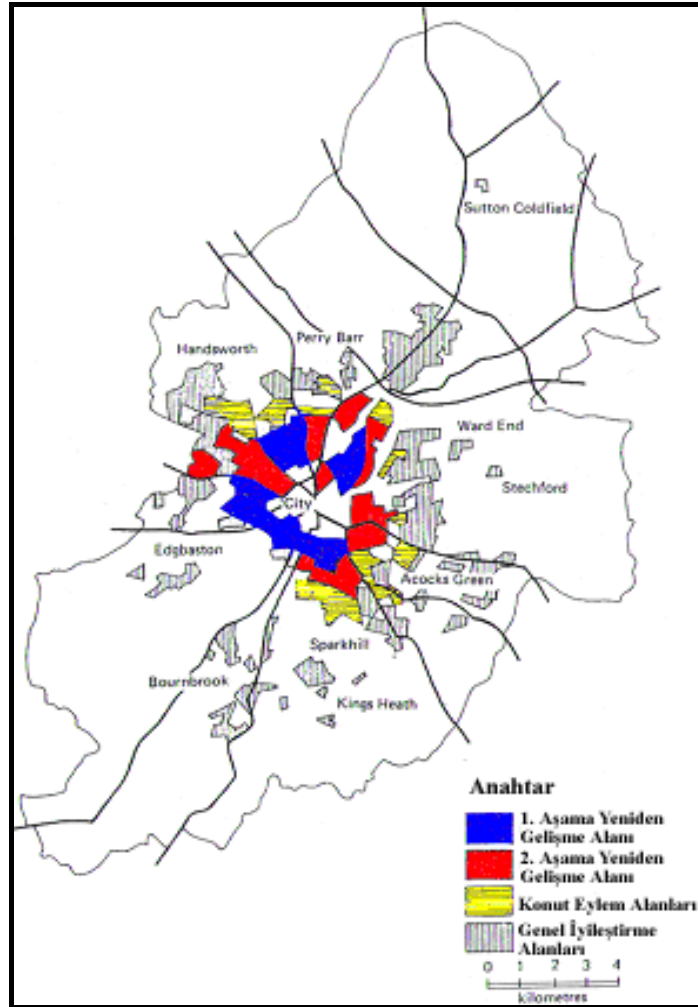 Sutton Coldfield
Perry Barr
Handsworth
Ward End
Stechford
City
Edgbaston
Acocks Green
Sparkhill
Bournbrook
Kings Heath
Anahtar
1. Aşama Yeniden
Gelişme Alanı
2. Aşama Yeniden
Gelişme Alanı
Konut Eylem Alanları
Genel İyileştirme
Alanları
0 1 2 3 4
kilometres